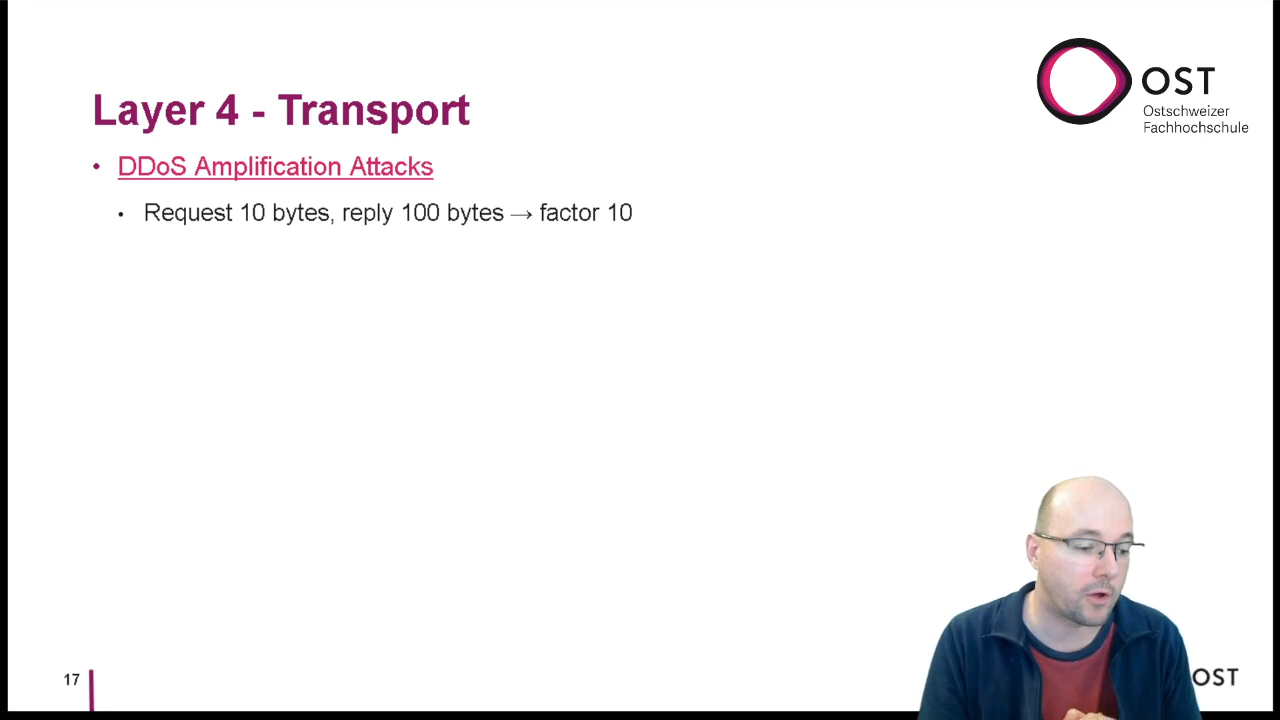 OST
Ostschweizer
Fachhochschule
Layer 4 - Transport
• DDoS Amplification Attacks
• Request 10 bytes, reply 100 bytes → factor 10
17
OST